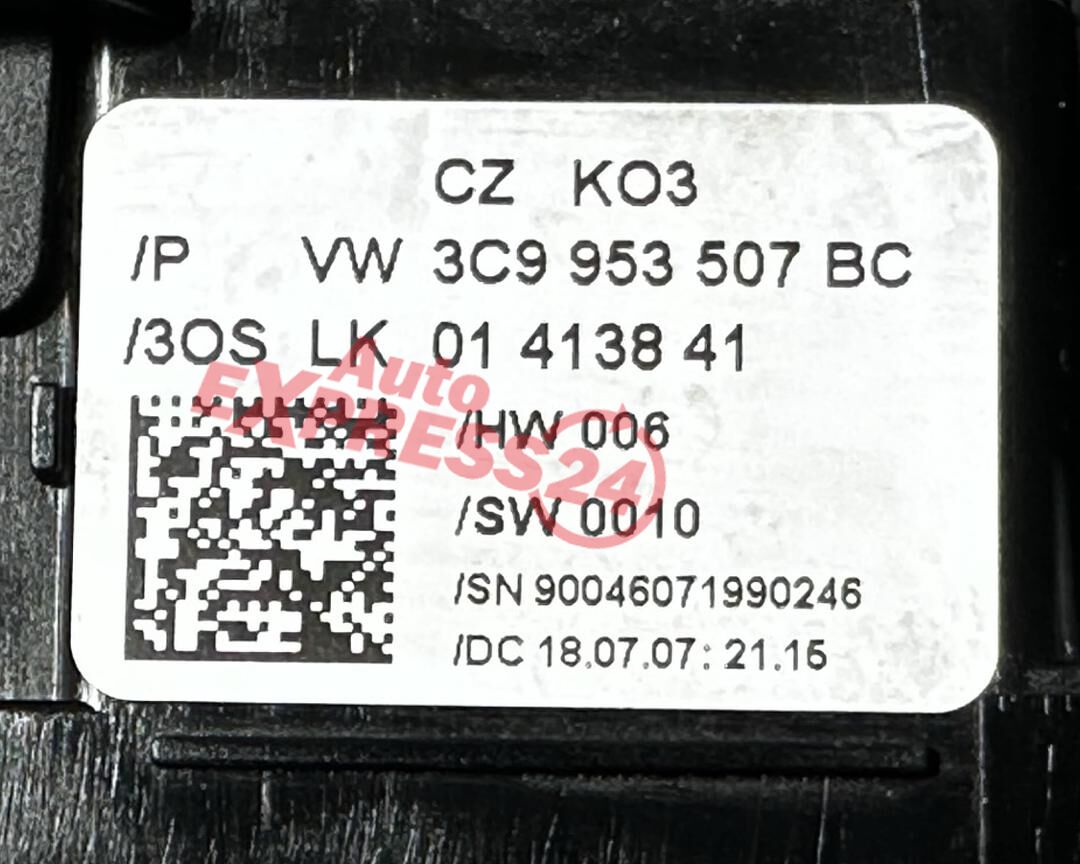 CZ KO3
/P VW 3C9 953 507 BC
/3OS LK 01 4138 41
Auto
EXPRESS24
/HW 006
/SW 0010
/SN 90046071990246
/DC 18.07.07: 21.15